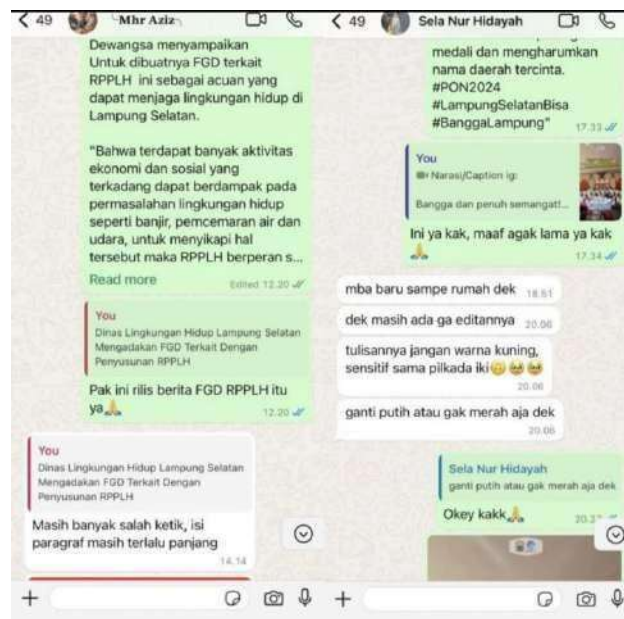 49
Mhr Aziz
Dewangsa menyampaikan
Untuk dibuatnya FGD terkait
RPPLH ini sebagai acuan yang
dapat menjaga lingkungan hidup di
Lampung Selatan.
"Bahwa terdapat banyak aktivitas
ekonomi dan sosial yang
terkadang dapat berdampak pada
permasalahan lingkungan hidup
seperti banjir, pemcemaran air dan
udara, untuk menyikapi hal
tersebut maka RPPLH berperan s...
Read more
Edited 12.20
You
Dinas Lingkungan Hidup Lampung Selatan
Mengadakan FGD Terkait Dengan
Penyusunan RPPLH
Pak ini rilis berita FGD RPPLH itu
ya
12.20
You
Dinas Lingkungan Hidup Lampung Selatan
Mengadakan FGD Terkait Dengan
Penyusunan RPPLH
Masih banyak salah ketik, isi
paragraf masih terlalu panjang
14.14
49
Sela Nur Hidayah
medali dan mengharumkan
nama daerah tercinta.
#PON2024
#LampungSelatanBisa
#BanggaLampung"
17.33
You
Narasi/Caption ig:
Bangga dan penuh semangat!...
Ini ya kak, maaf agak lama ya kak
17.34
mba baru sampe rumah dek
18.51
dek masih ada ga editannya
20.06
tulisannya jangan warna kuning,
sensitif sama pilkada iki
20.06
ganti putih atau gak merah aja dek
20.06
Sela Nur Hidayah
ganti putih atau gak merah aja dek
Okey kakk